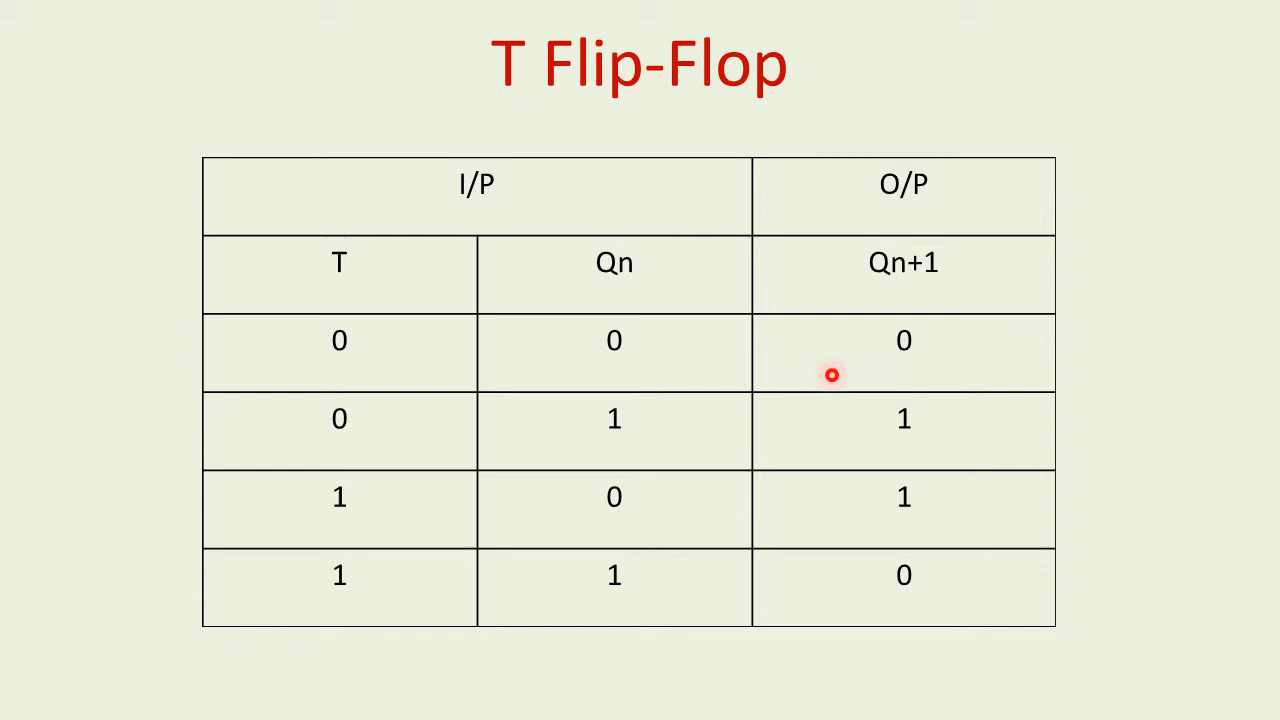 T Flip-Flop
I/P O/P
T Qn Qn+1
0 0 0
0 1 1
1 0 1
1 1 0